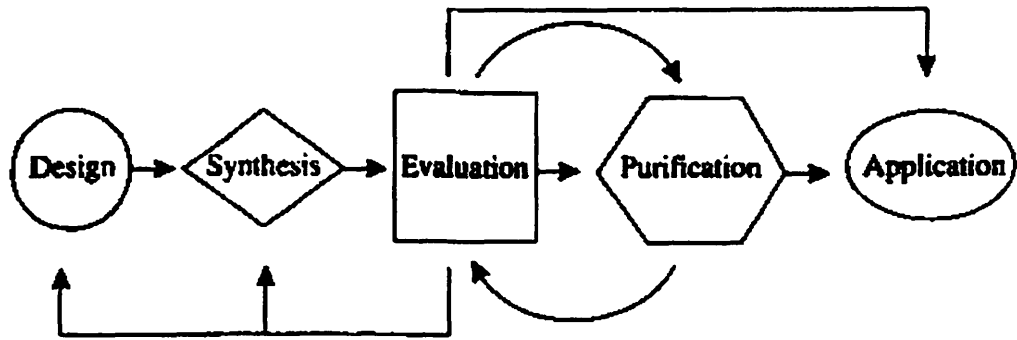 Design
Synthesis
Evaluation
Purification
Application